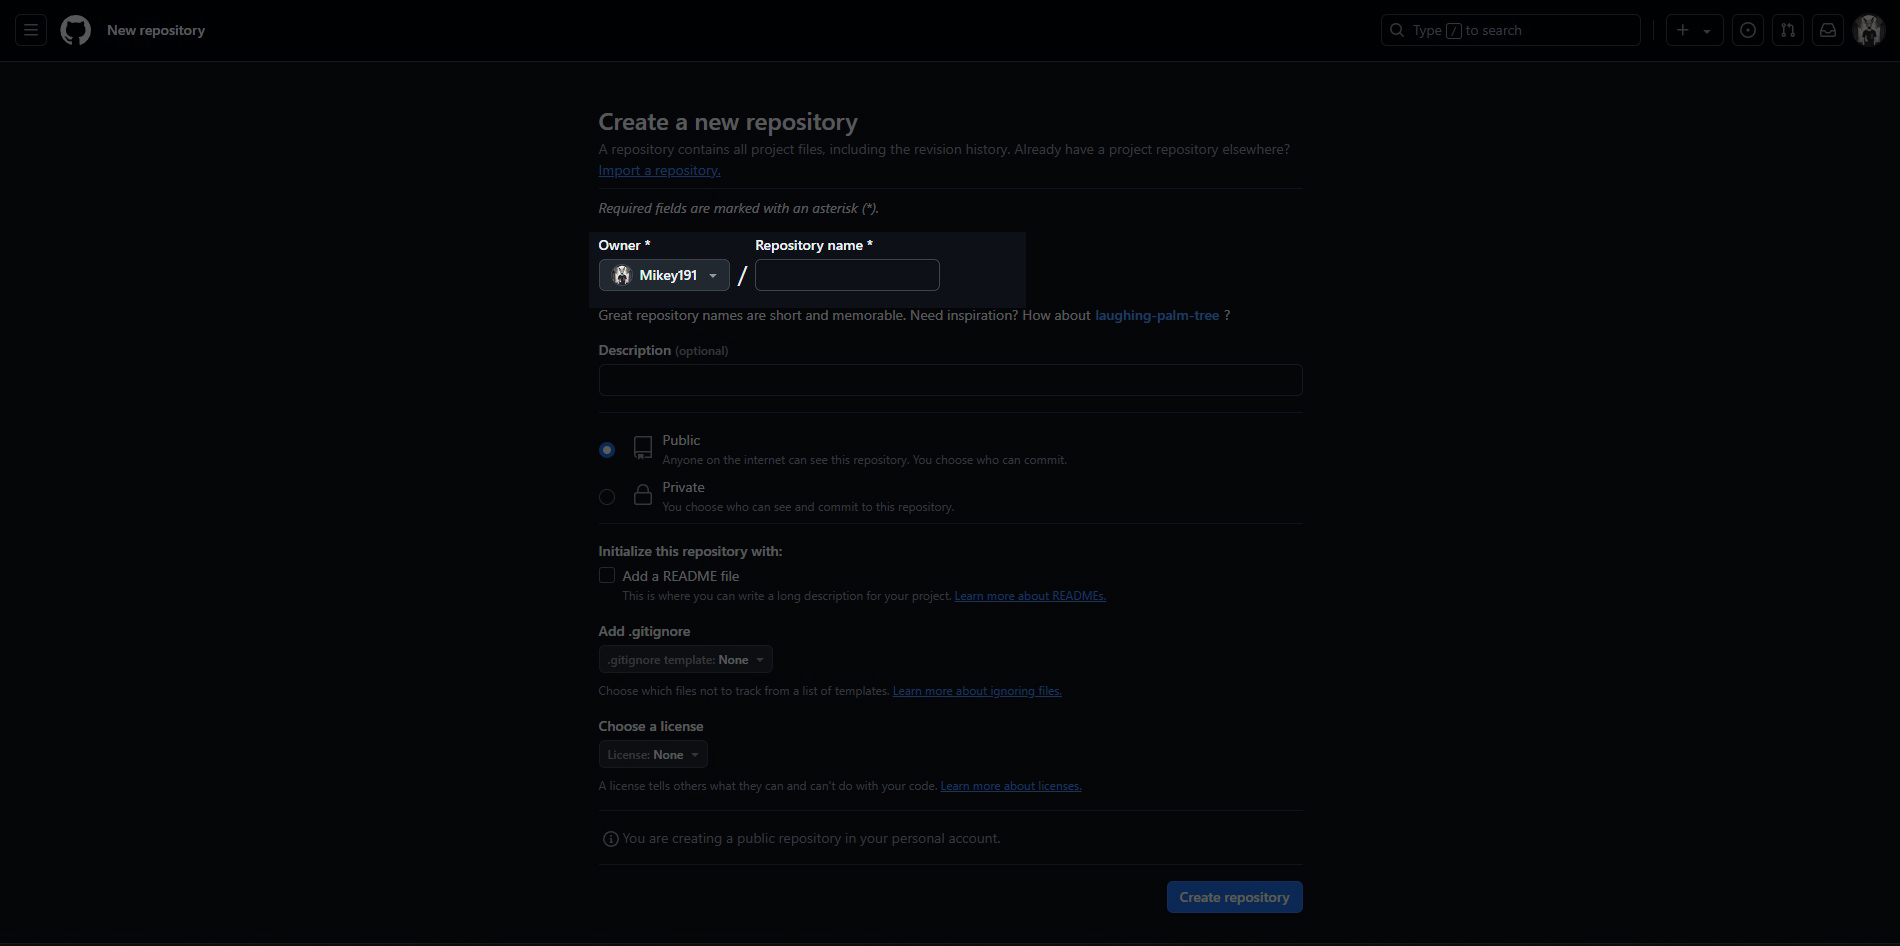 New repository
Type / to search
Create a new repository
A repository contains all project files, including the revision history. Already have a project repository elsewhere?
Import a repository.
Required fields are marked with an asterisk (*).
Owner * Repository name *
Mikey191 /
Great repository names are short and memorable. Need inspiration? How about laughing-palm-tree ?
Description (optional)
Public
Anyone on the internet can see this repository. You choose who can commit.
Private
You choose who can see and commit to this repository.
Initialize this repository with:
Add a README file
This is where you can write a long description for your project. Learn more about READMEs.
Add .gitignore
.gitignore template: None
Choose which files not to track from a list of templates. Learn more about ignoring files.
Choose a license
License: None
A license tells others what they can and can't do with your code. Learn more about licenses.
You are creating a public repository in your personal account.
Create repository